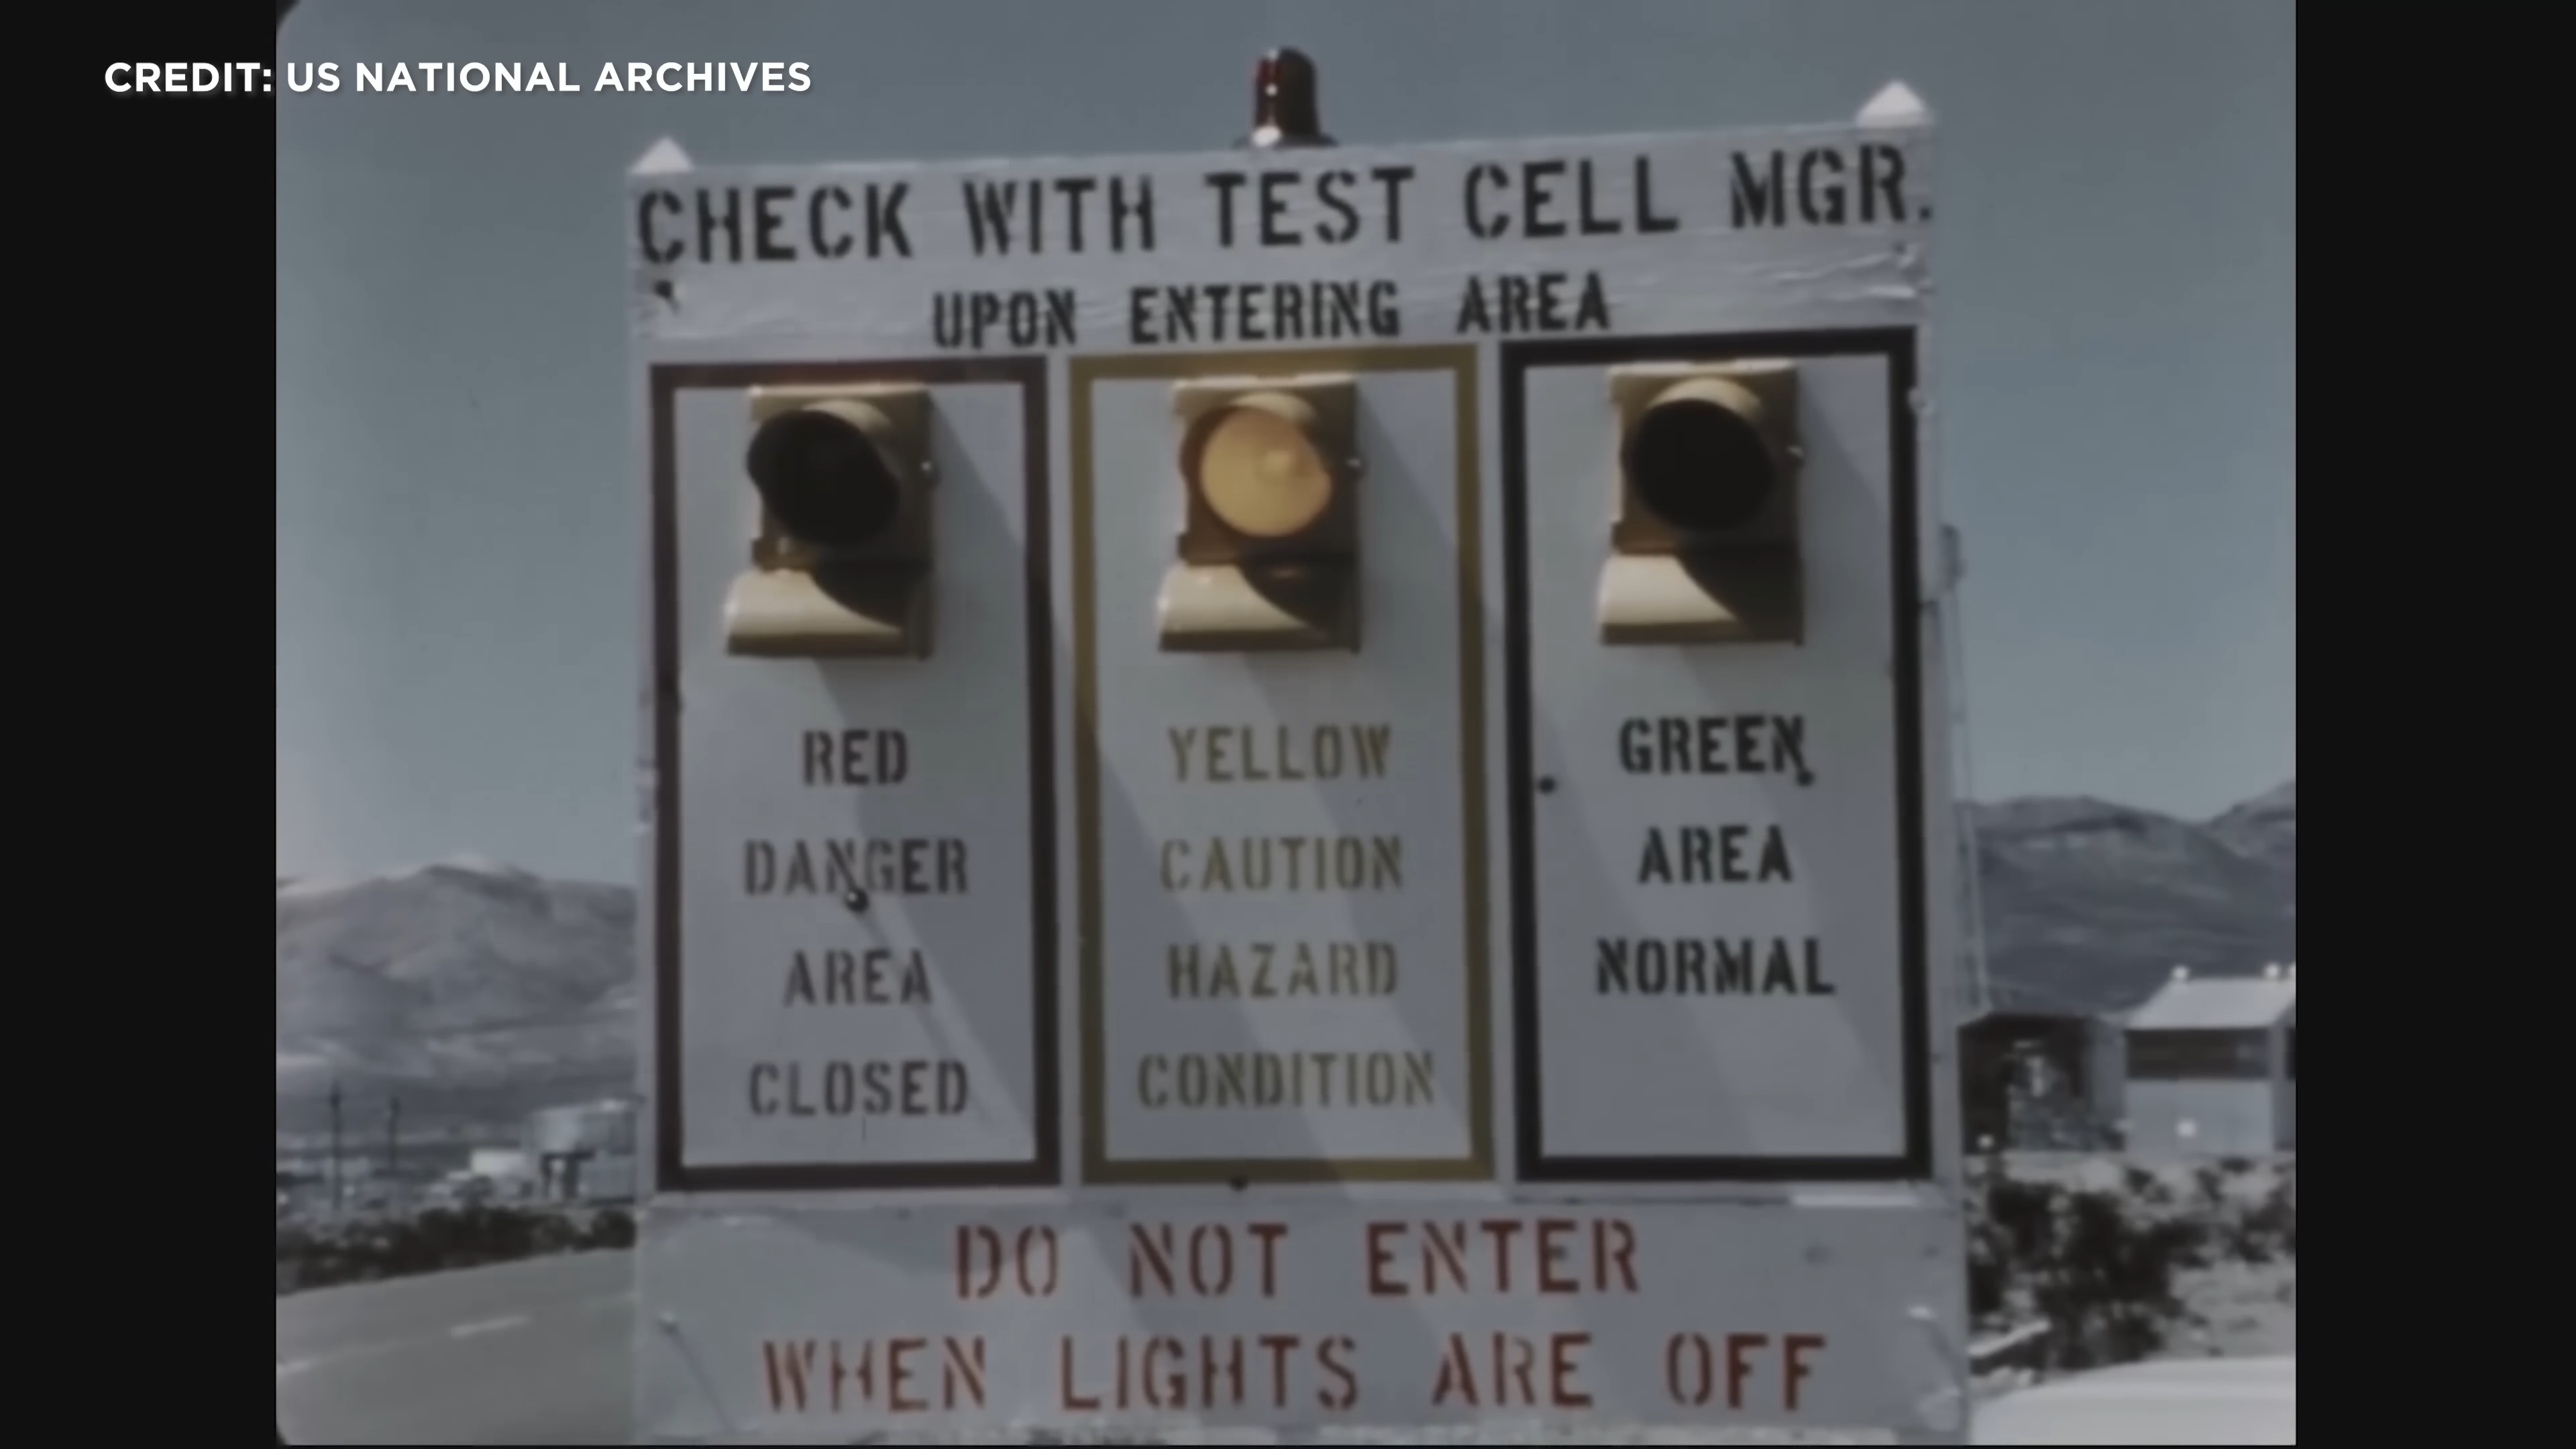 CREDIT: US NATIONAL ARCHIVES
CHECK WITH TEST CELL MGR.
UPON ENTERING AREA
RED
DANGER
AREA
CLOSED
YELLOW
CAUTION
HAZARD
CONDITION
GREEN
AREA
NORMAL
DO NOT ENTER
WHEN LIGHTS ARE OFF